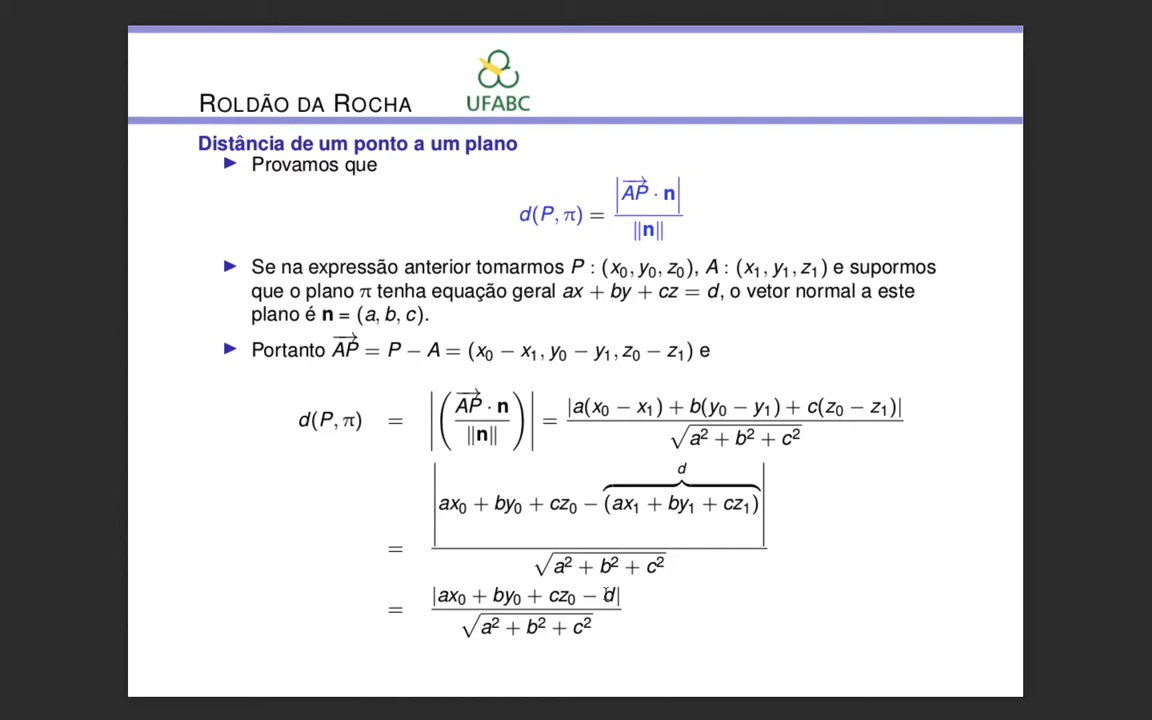 ROLDÃO DA ROCHA
UFABC
Distância de um ponto a um plano
▶ Provamos que
d(P, π) = |AP⃗ · n| / ||n||
▶ Se na expressão anterior tomarmos P : (x₀, y₀, z₀), A : (x₁, y₁, z₁) e supormos
que o plano π tenha equação geral ax + by + cz = d, o vetor normal a este
plano é n = (a, b, c).
▶ Portanto AP⃗ = P − A = (x₀ − x₁, y₀ − y₁, z₀ − z₁) e
d(P, π) = |(AP⃗ · n / ||n||)| = |a(x₀ − x₁) + b(y₀ − y₁) + c(z₀ − z₁)| / √(a² + b² + c²)
d
= |ax₀ + by₀ + cz₀ − (ax₁ + by₁ + cz₁)| / √(a² + b² + c²)
= |ax₀ + by₀ + cz₀ − d| / √(a² + b² + c²)